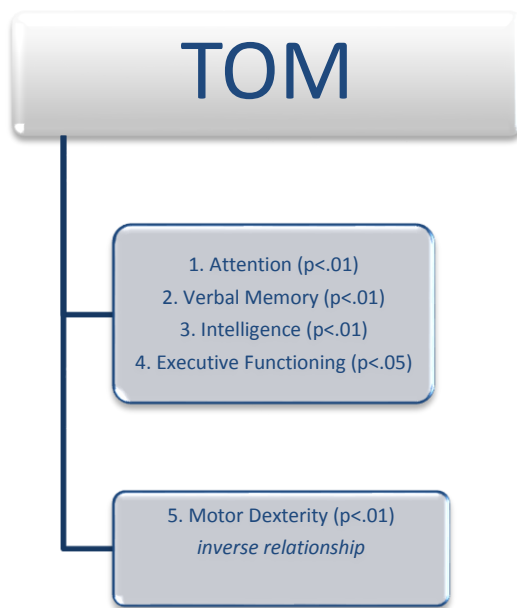 TOM
1. Attention (p<.01)
2. Verbal Memory (p<.01)
3. Intelligence (p<.01)
4. Executive Functioning (p<.05)
5. Motor Dexterity (p<.01)
inverse relationship